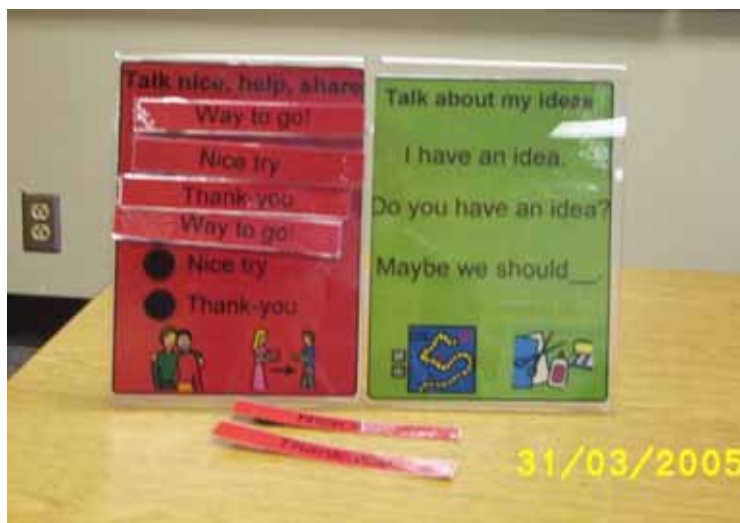 Talk nice, help, share
Way to go!
Nice try
Thank-you
Way to go!
Nice try
Thank-you
Talk about my ideas
I have an idea.
Do you have an idea?
Maybe we should__.
31/03/2005